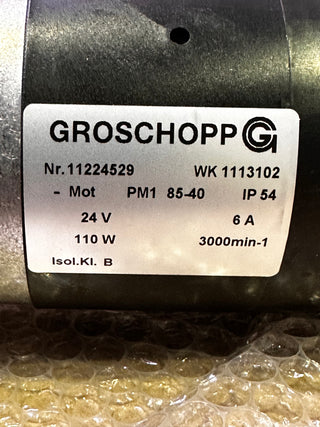 GROSCHOPP
Nr.11224529 WK 1113102
- Mot PM1 85-40 IP 54
24 V 6 A
110 W 3000min-1
Isol.Kl. B